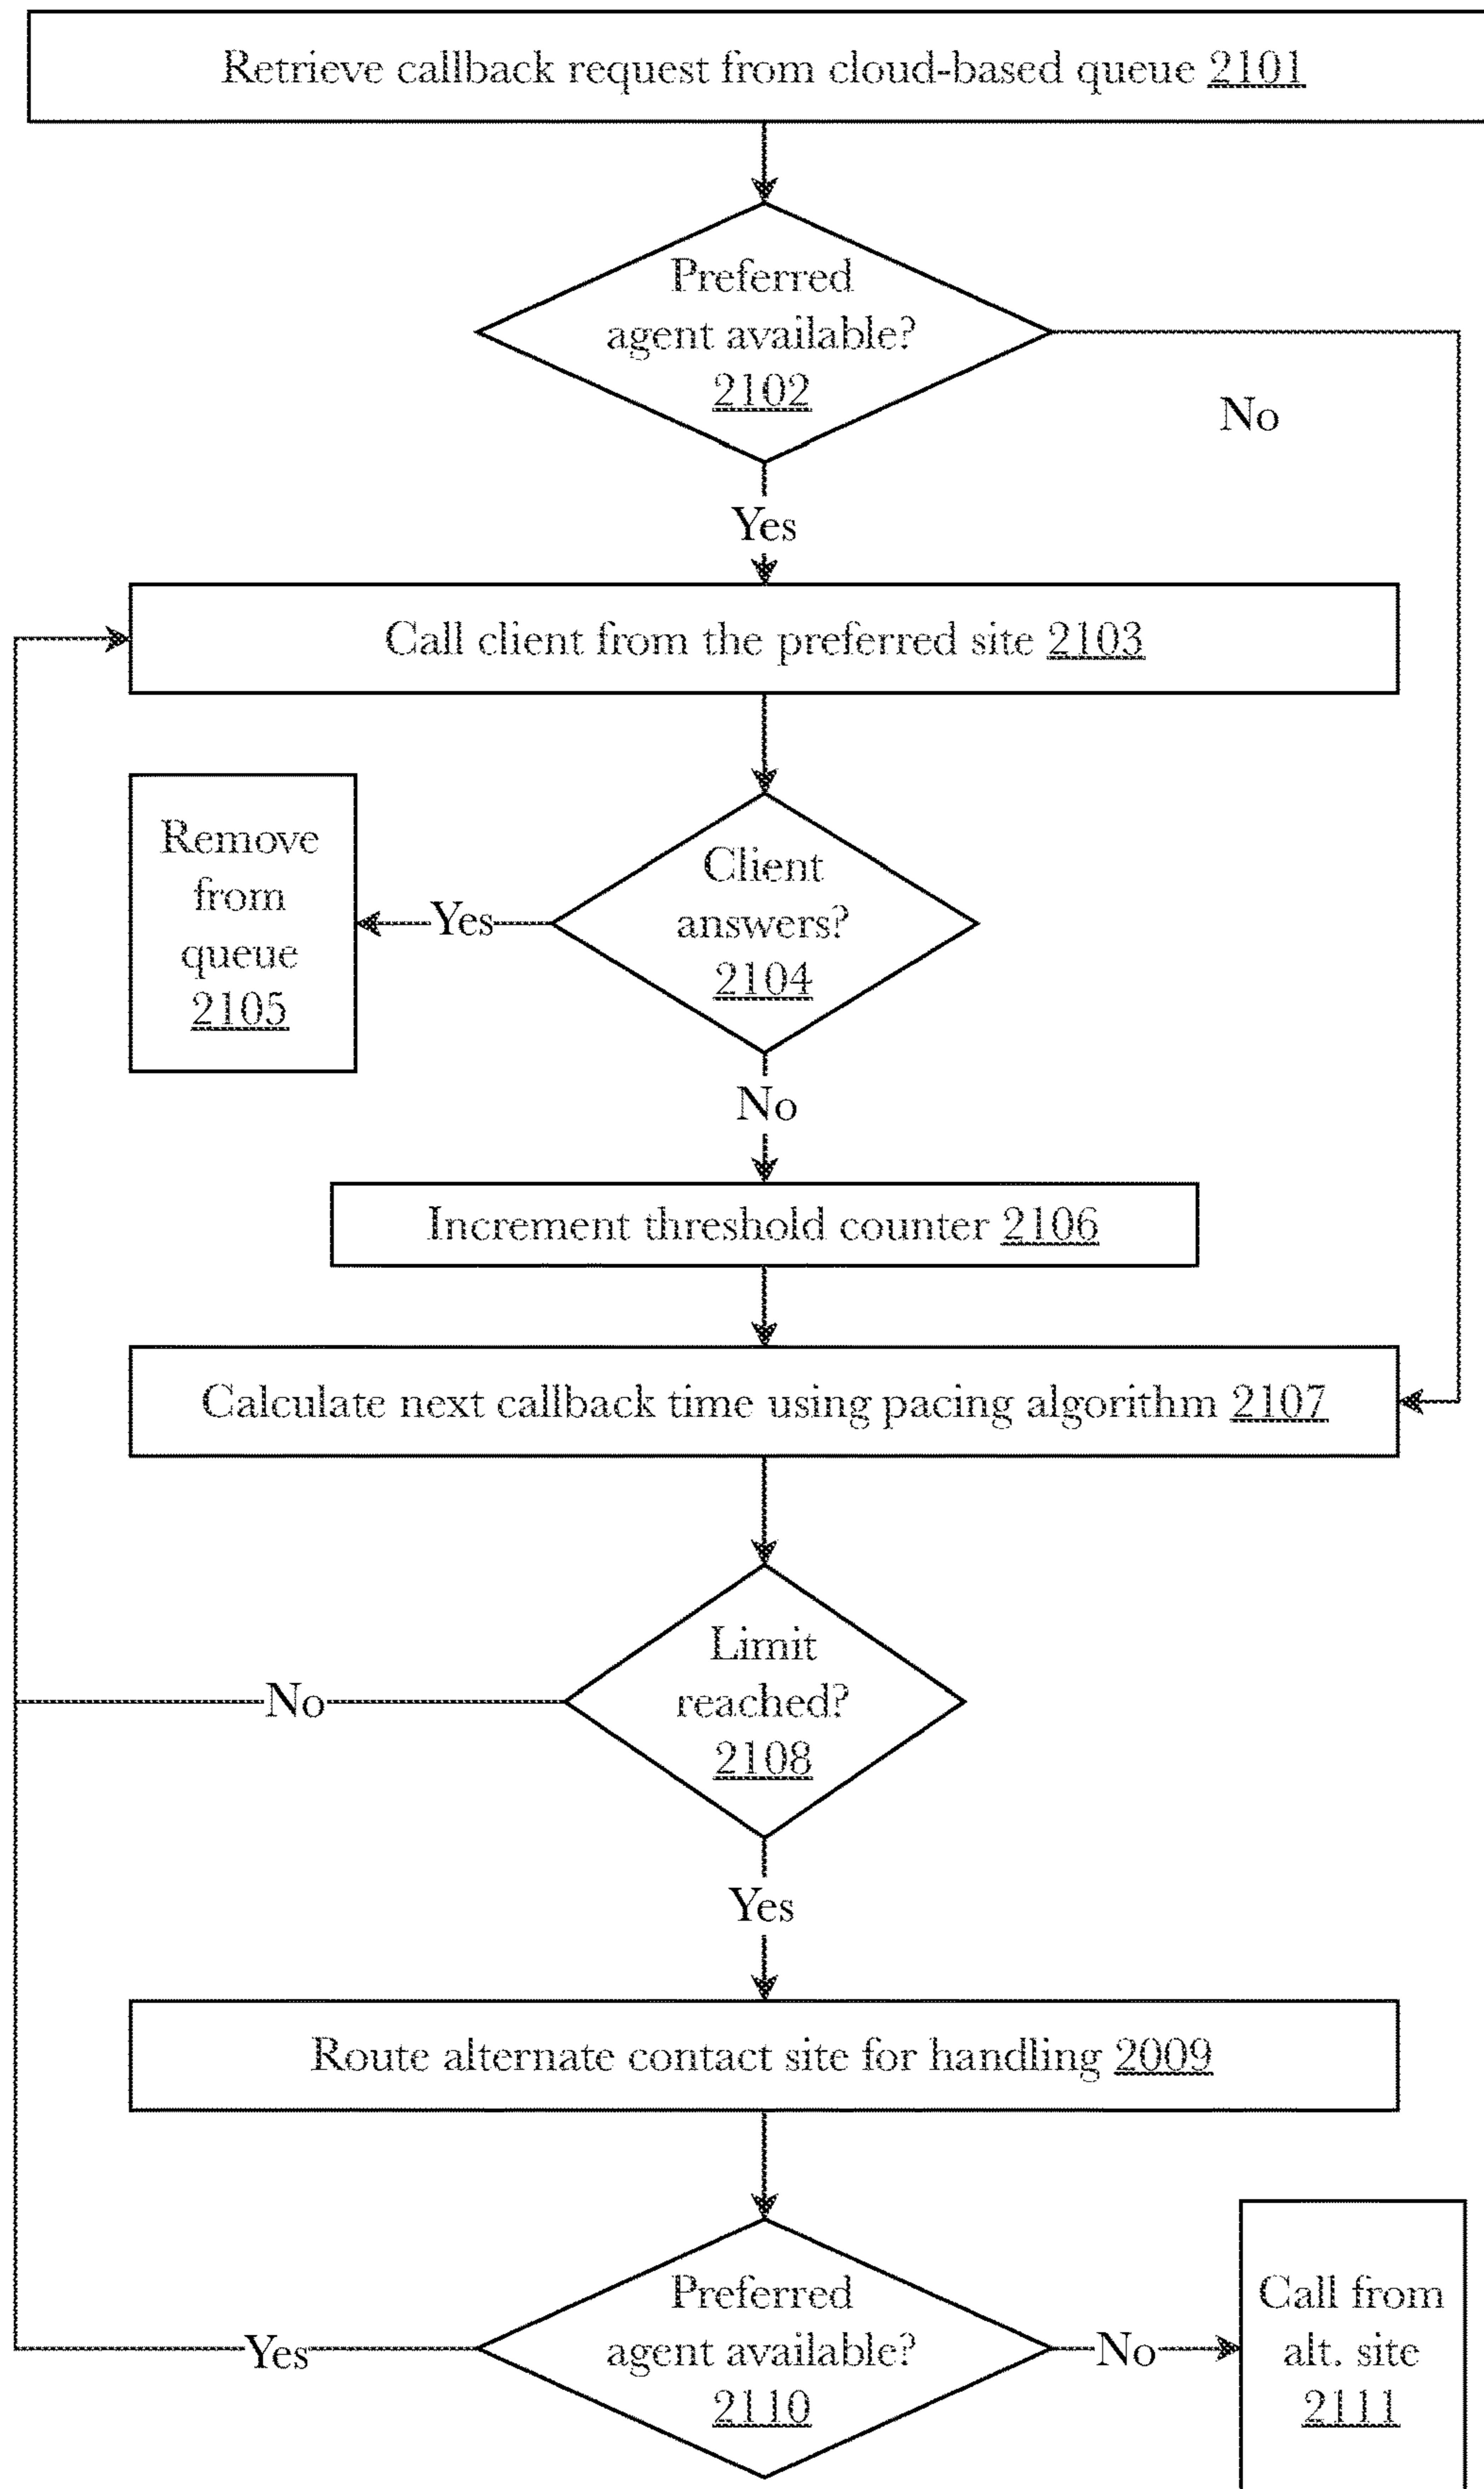 Retrieve callback request from cloud-based queue 2101
Preferred
agent available?
2102
No
Yes
Call client from the preferred site 2103
Remove
from
queue
2105
Yes
Client
answers?
2104
No
Increment threshold counter 2106
Calculate next callback time using pacing algorithm 2107
Limit
reached?
2108
No
Yes
Route alternate contact site for handling 2009
Preferred
agent available?
2110
Yes
No
Call from
alt. site
2111